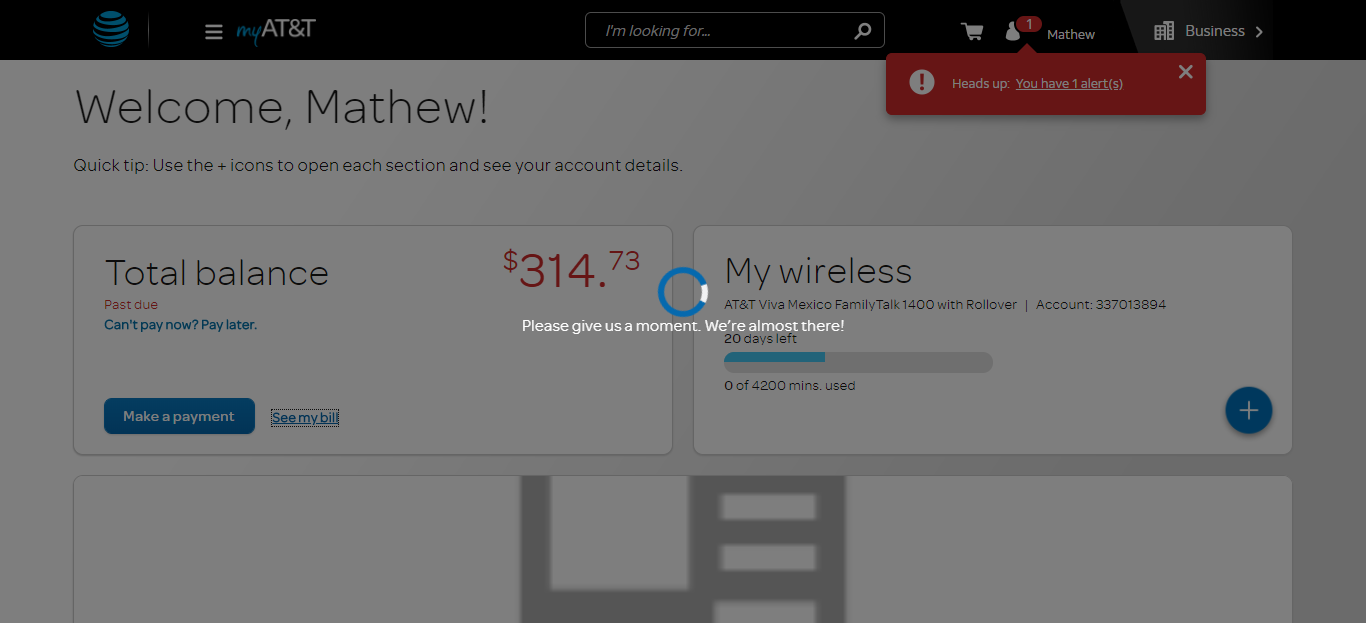 myAT&T
I'm looking for...
1
Mathew
Business
Heads up: You have 1 alert(s)
Welcome, Mathew!
Quick tip: Use the + icons to open each section and see your account details.
Total balance
$314.73
Past due
Can't pay now? Pay later.
Make a payment
See my bill
Please give us a moment. We're almost there!
My wireless
AT&T Viva Mexico FamilyTalk 1400 with Rollover | Account: 337013894
20 days left
0 of 4200 mins. used